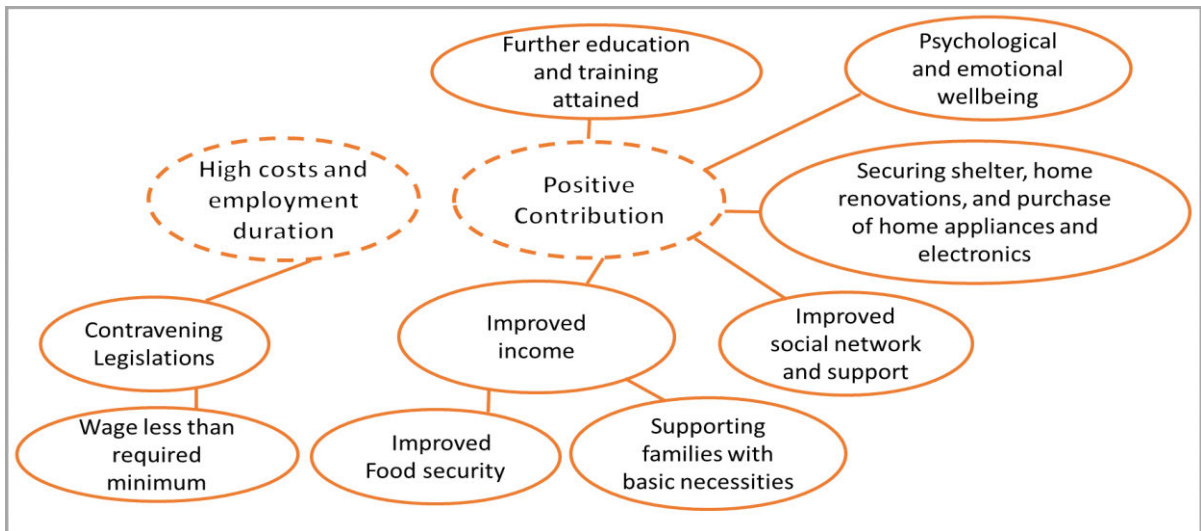 Further education
and training
attained
Psychological
and emotional
wellbeing
High costs and
employment
duration
Positive
Contribution
Securing shelter, home
renovations, and purchase
of home appliances and
electronics
Contravening
Legislations
Improved
income
Improved
social network
and support
Wage less than
required
minimum
Improved
Food security
Supporting
families with
basic necessities